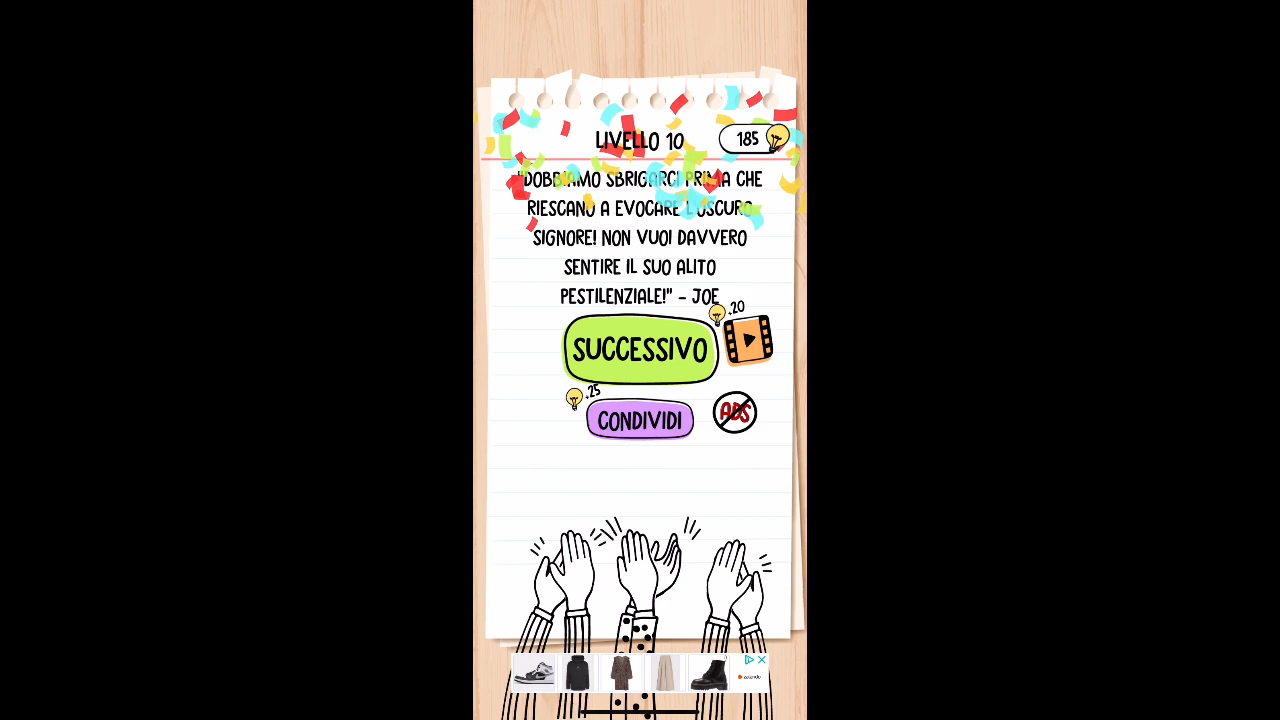 LIVELLO 10
185
"DOBBIAMO SBRIGARCI PRIMA CHE
RIESCANO A EVOCARE L'OSCURO
SIGNORE! NON VUOI DAVVERO
SENTIRE IL SUO ALITO
PESTILENZIALE!" - JOE
+20
SUCCESSIVO
+25
CONDIVIDI
ADS
zalando